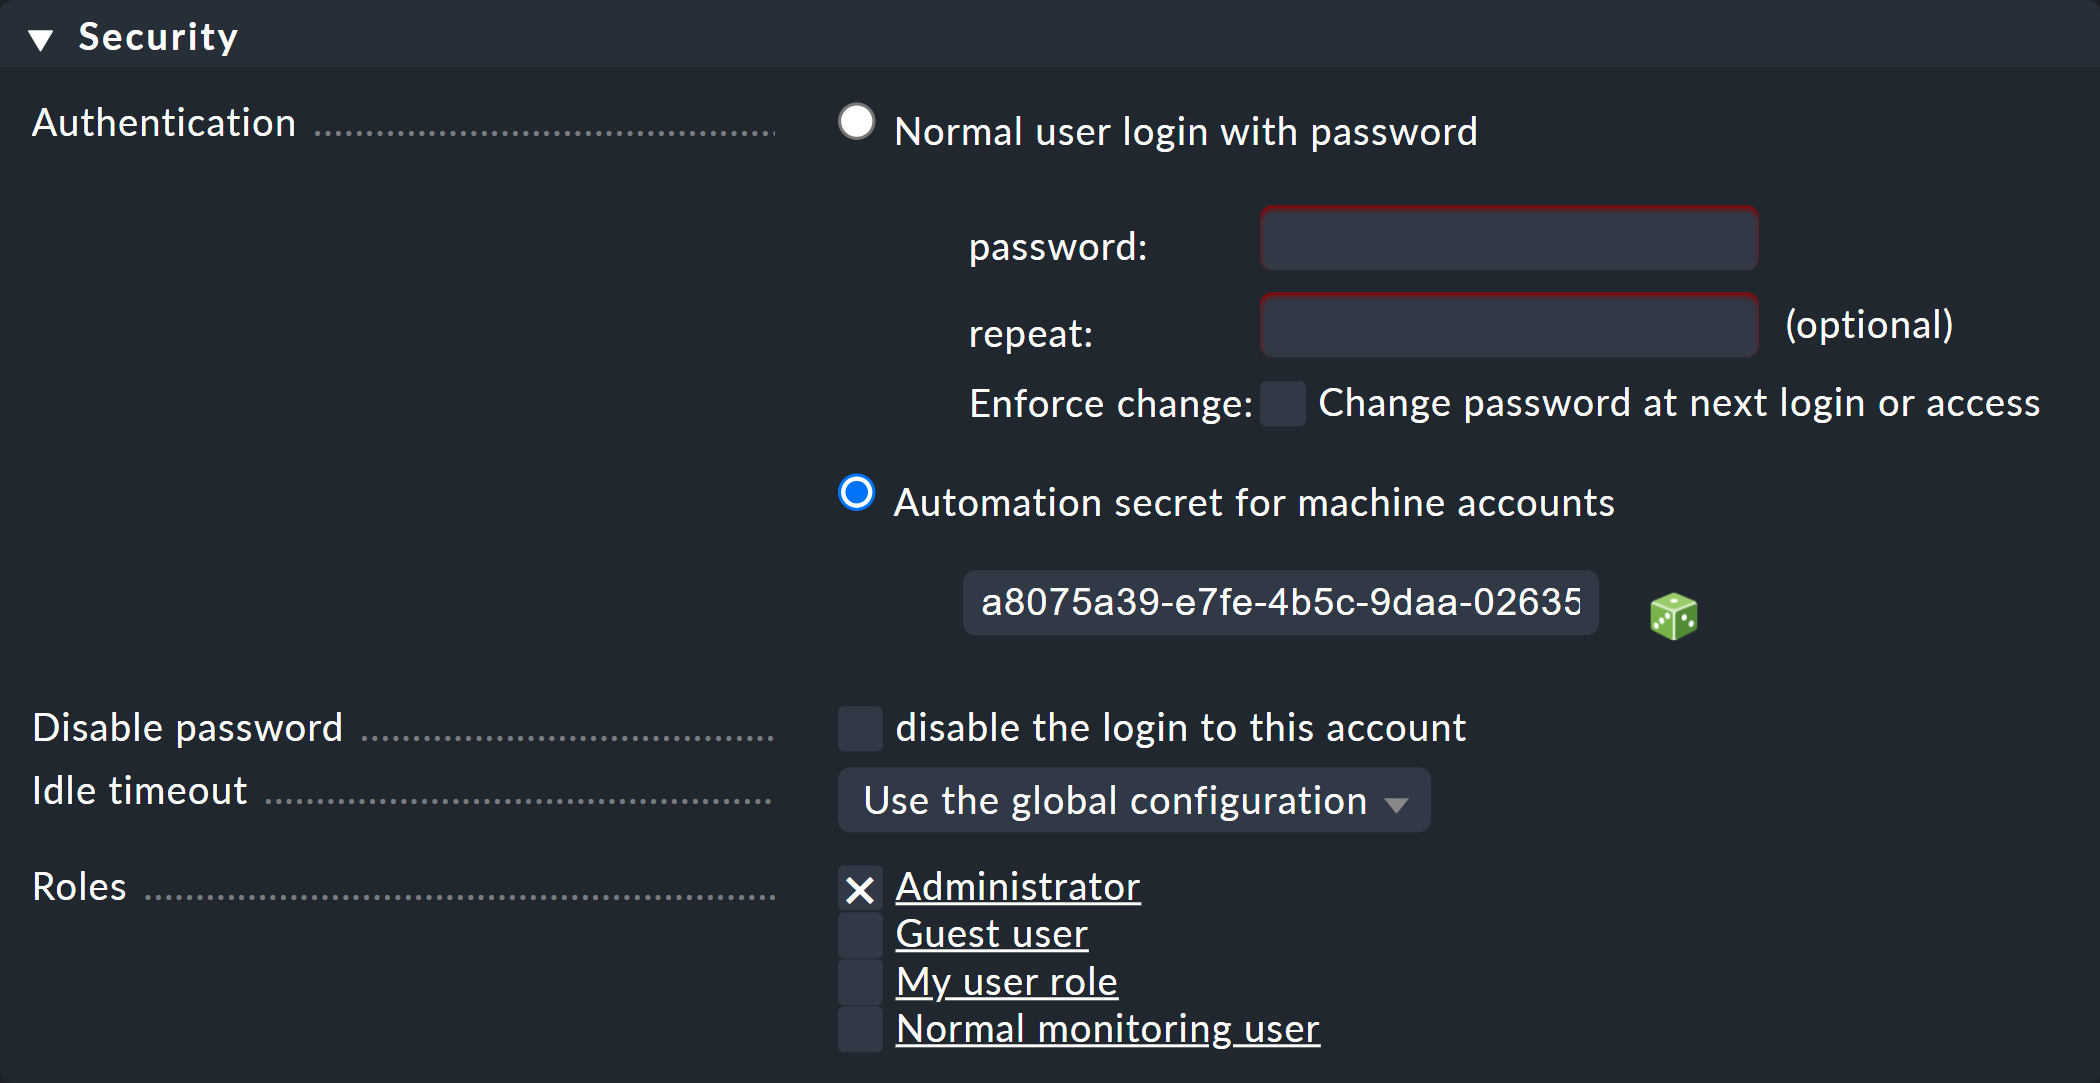 Security
Authentication
Normal user login with password
password:
repeat: (optional)
Enforce change: Change password at next login or access
Automation secret for machine accounts
a8075a39-e7fe-4b5c-9daa-02635
Disable password disable the login to this account
Idle timeout Use the global configuration
Roles Administrator
Guest user
My user role
Normal monitoring user